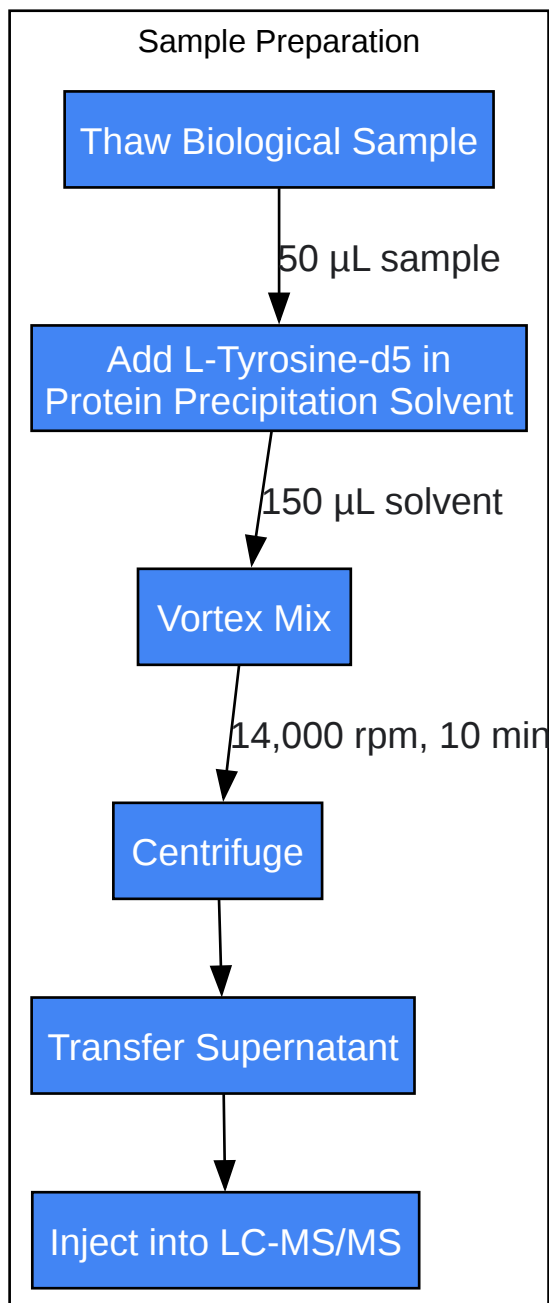 Sample Preparation
Thaw Biological Sample
50 µL sample
Add L-Tyrosine-d5 in
Protein Precipitation Solvent
150 µL solvent
Vortex Mix
14,000 rpm, 10 min
Centrifuge
Transfer Supernatant
Inject into LC-MS/MS